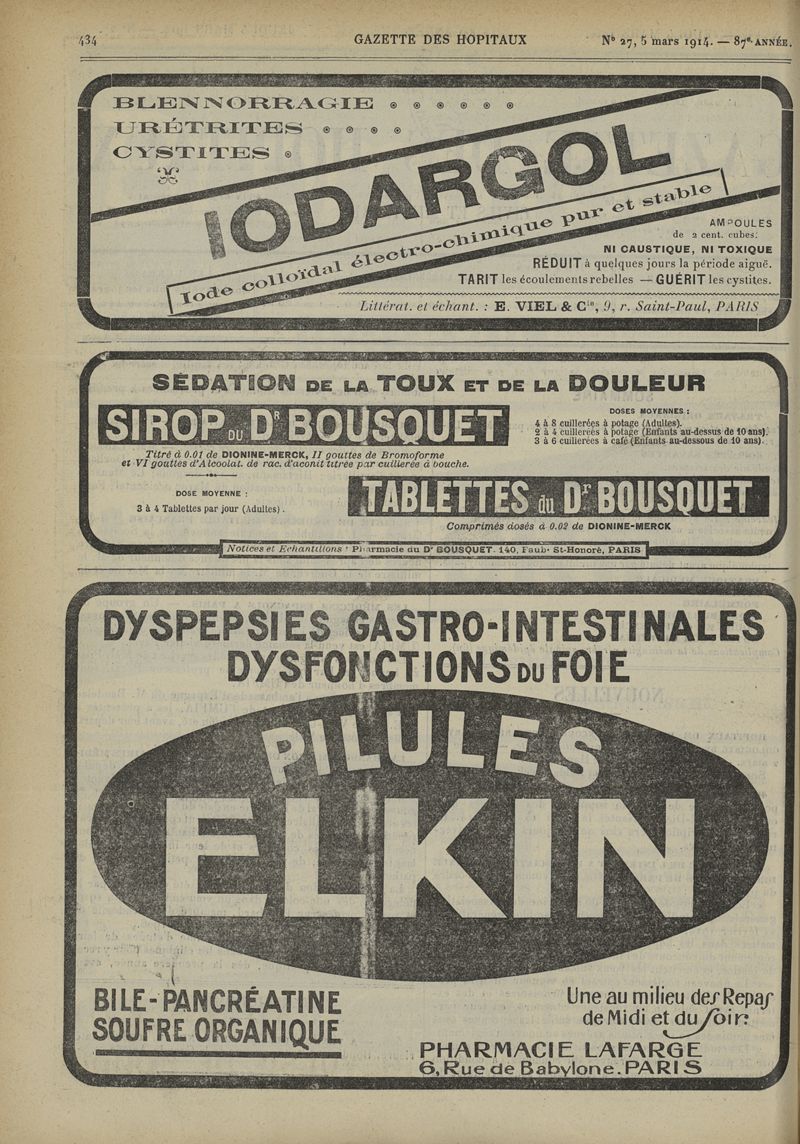 434 GAZETTE DES HOPITAUX Nº 27, 5 mars 1914. — 87e ANNÉE.
BLENNORRAGIE
URÉTRITES
CYSTITES
IODARGOL
Iode colloïdal électro-chimique pur et stable
AMPOULES
de 2 cent. cubes.
NI CAUSTIQUE, NI TOXIQUE
RÉDUIT à quelques jours la période aiguë.
TARIT les écoulements rebelles — GUÉRIT les cystites.
Littérat. et échant. : E. VIEL & Cie, 9, r. Saint-Paul, PARIS
SÉDATION DE LA TOUX ET DE LA DOULEUR
SIROP DU DR BOUSQUET
DOSES MOYENNES :
4 à 8 cuillerées à potage (Adultes).
2 à 4 cuillerées à potage (Enfants au-dessus de 10 ans).
3 à 6 cuillerées à café (Enfants au-dessous de 10 ans).
Titré à 0.01 de DIONINE-MERCK, II gouttes de Bromoforme
et VI gouttes d'Alcoolat. de rac. d'aconit titrée par cuillerée à bouche.
DOSE MOYENNE :
3 à 4 Tablettes par jour (Adultes).
TABLETTES du Dr BOUSQUET
Comprimés dosés à 0.02 de DIONINE-MERCK
Notices et Echantillons : Pharmacie du Dr BOUSQUET. 140, Faubg St-Honoré, PARIS
DYSPEPSIES GASTRO-INTESTINALES
DYSFONCTIONS DU FOIE
PILULES
ELKIN
BILE-PANCRÉATINE
SOUFRE ORGANIQUE
Une au milieu des Repas
de Midi et du soir
PHARMACIE LAFARGE
6, Rue de Babylone. PARIS